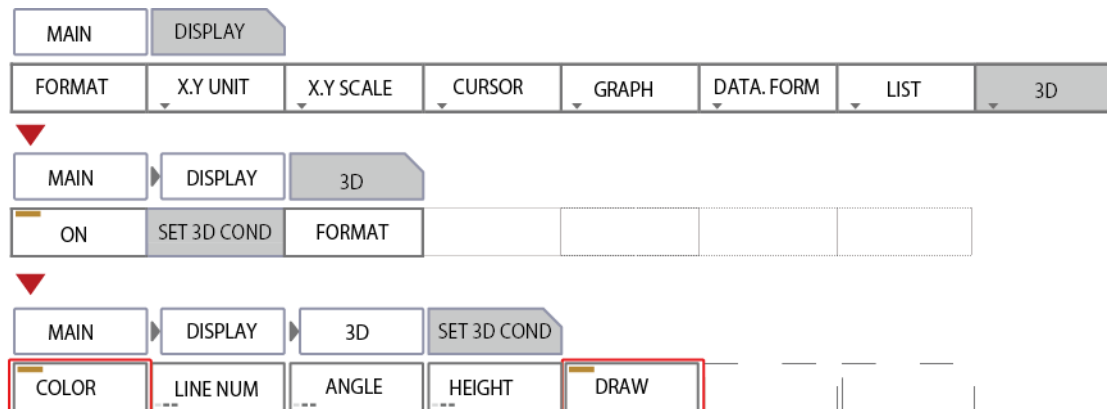 MAIN DISPLAY
FORMAT X.Y UNIT X.Y SCALE CURSOR GRAPH DATA. FORM LIST 3D
MAIN DISPLAY 3D
ON SET 3D COND FORMAT
MAIN DISPLAY 3D SET 3D COND
COLOR LINE NUM ANGLE HEIGHT DRAW